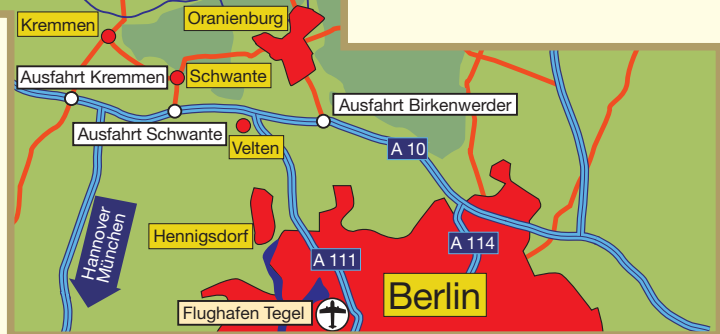 Kremmen
Oranienburg
Ausfahrt Kremmen
Schwante
Ausfahrt Birkenwerder
Ausfahrt Schwante
Velten
A 10
Hannover
München
Hennigsdorf
A 111
A 114
Berlin
Flughafen Tegel